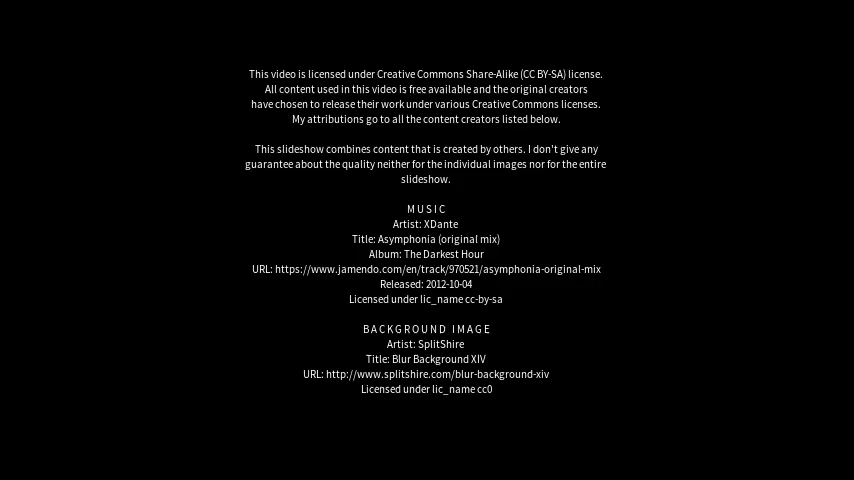 This video is licensed under Creative Commons Share-Alike (CC BY-SA) license.
All content used in this video is free available and the original creators
have chosen to release their work under various Creative Commons licenses.
My attributions go to all the content creators listed below.
This slideshow combines content that is created by others. I don't give any
guarantee about the quality neither for the individual images nor for the entire
slideshow.
MUSIC
Artist: XDante
Title: Asymphonia (original mix)
Album: The Darkest Hour
URL: https://www.jamendo.com/en/track/970521/asymphonia-original-mix
Released: 2012-10-04
Licensed under lic_name cc-by-sa
BACKGROUND IMAGE
Artist: SplitShire
Title: Blur Background XIV
URL: http://www.splitshire.com/blur-background-xiv
Licensed under lic_name cc0